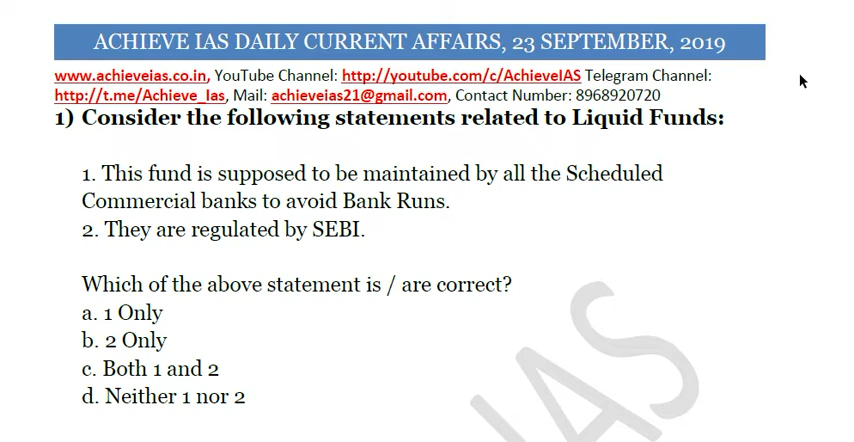 ACHIEVE IAS DAILY CURRENT AFFAIRS, 23 SEPTEMBER, 2019
www.achieveias.co.in, YouTube Channel: http://youtube.com/c/AchieveIAS Telegram Channel:
http://t.me/Achieve_Ias, Mail: achieveias21@gmail.com, Contact Number: 8968920720
1) Consider the following statements related to Liquid Funds:
1. This fund is supposed to be maintained by all the Scheduled
Commercial banks to avoid Bank Runs.
2. They are regulated by SEBI.
Which of the above statement is / are correct?
a. 1 Only
b. 2 Only
c. Both 1 and 2
d. Neither 1 nor 2
IAS